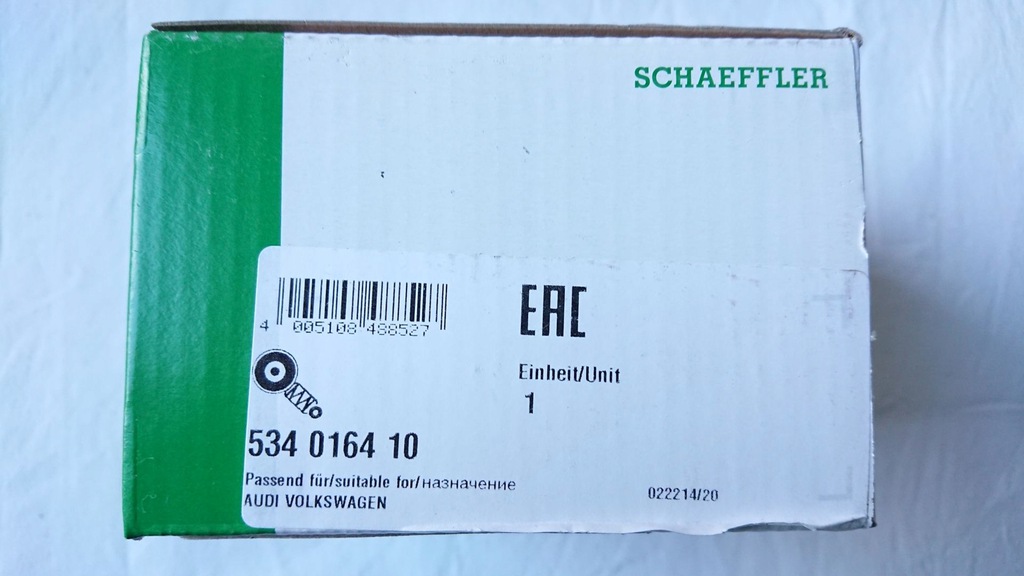 SCHAEFFLER
EAC
4 005108 488527
Einheit/Unit
1
534 0164 10
Passend für/suitable for/назначение
AUDI VOLKSWAGEN
022214/20